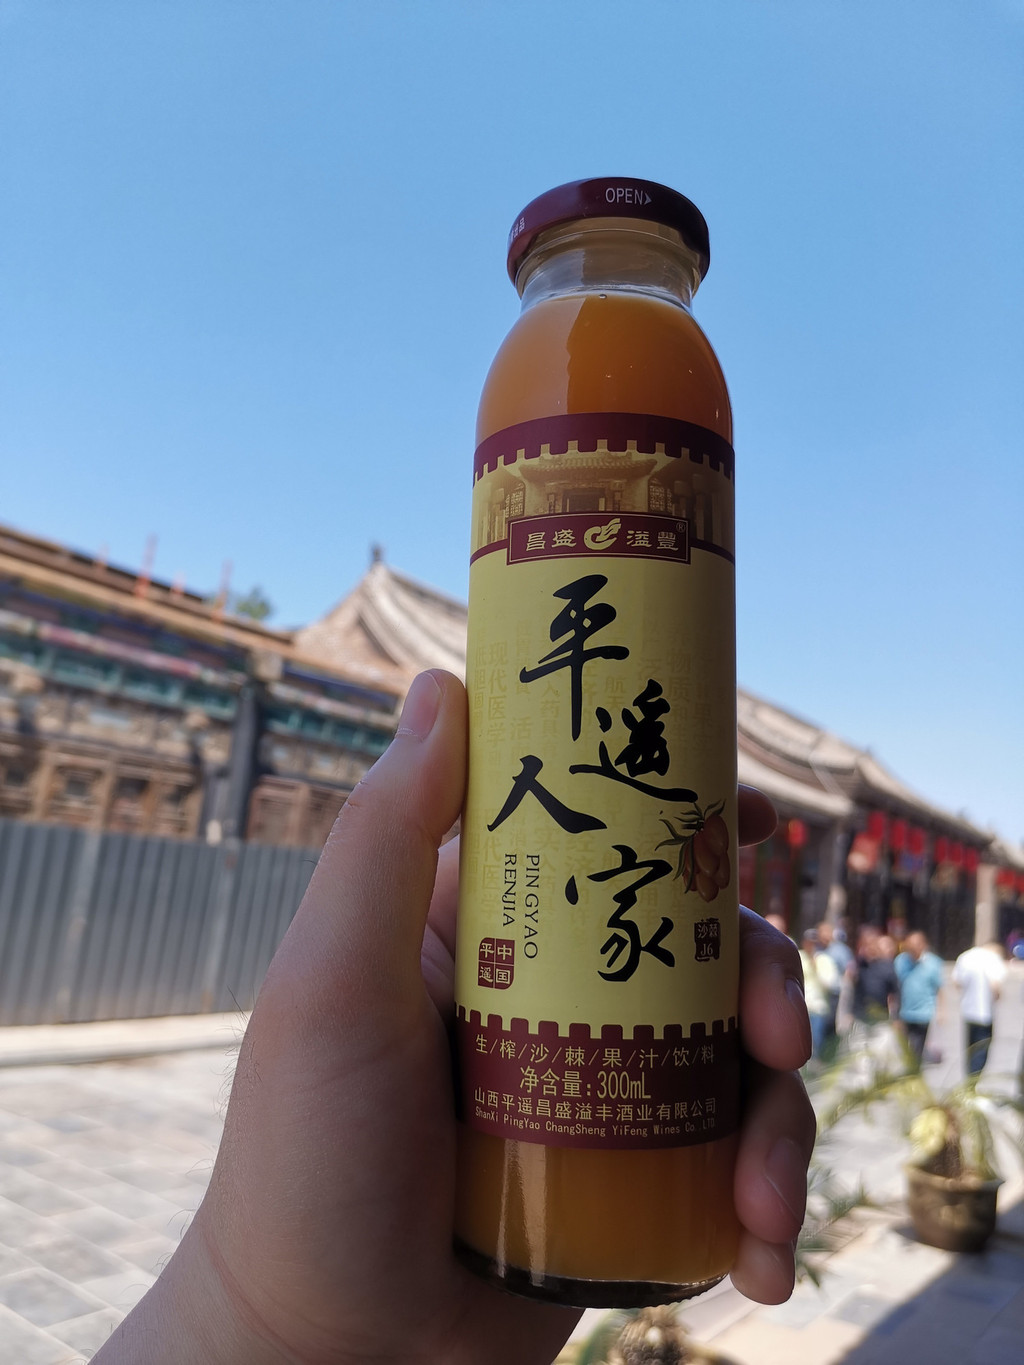 OPEN
昌盛 溢豐®
平遥人家
PINGYAO
RENJIA
中国
平遥
沙棘
J6
生/榨/沙/棘/果/汁/饮/料
净含量:300mL
山西平遥昌盛溢丰酒业有限公司
ShanXi PingYao ChangSheng YiFeng Wines Co.,LTD